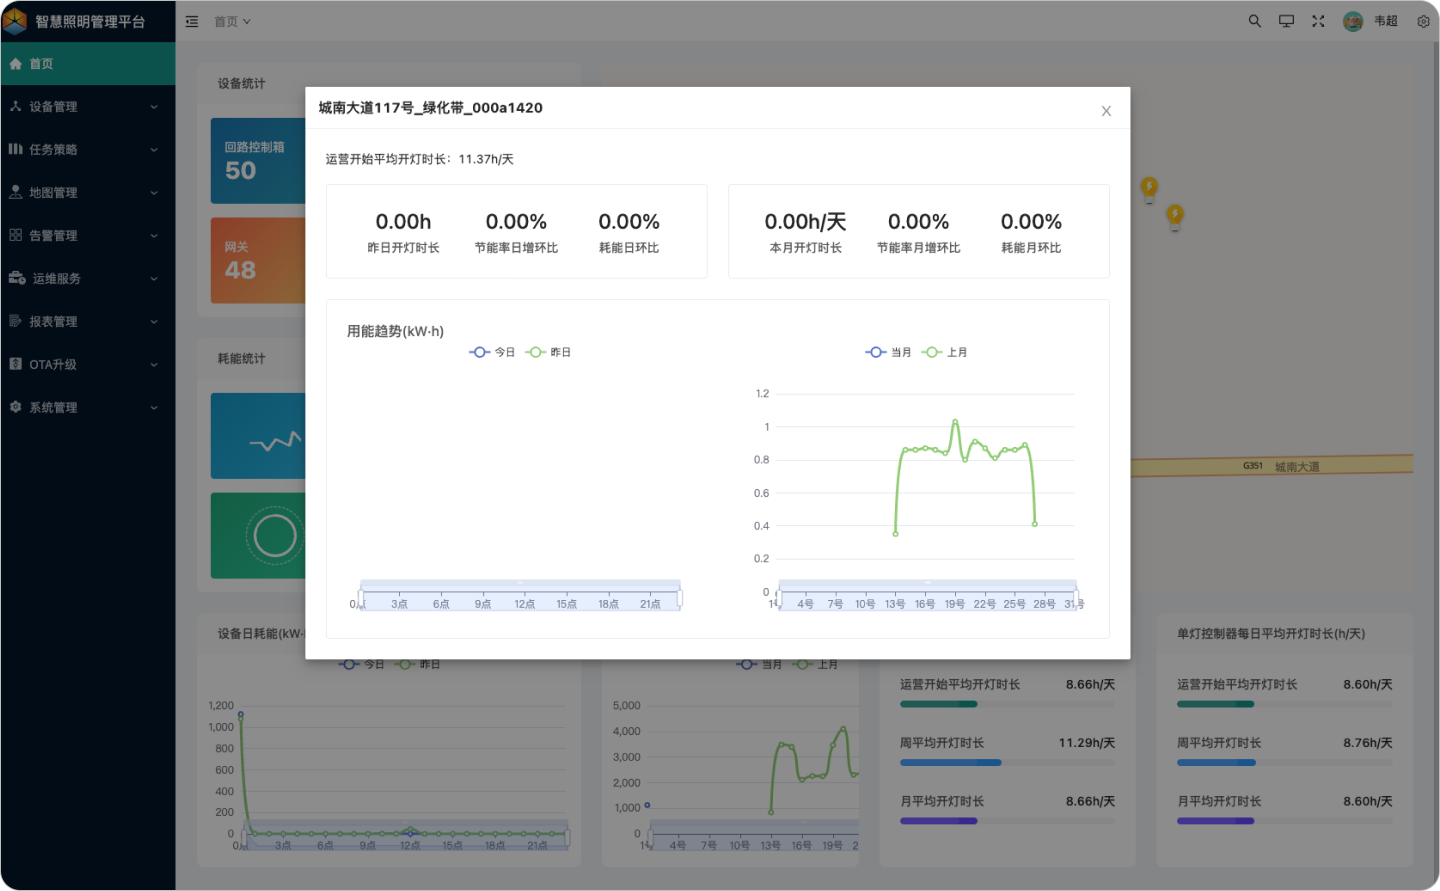 智慧照明管理平台
首页
韦超
首页
设备管理
任务策略
地图管理
告警管理
运维服务
报表管理
OTA升级
系统管理
设备统计
回路控制箱
50
网关
48
耗能统计
城南大道117号_绿化带_000a1420
X
运营开始平均开灯时长：11.37h/天
0.00h
昨日开灯时长
0.00%
节能率日增环比
0.00%
耗能日环比
0.00h/天
本月开灯时长
0.00%
节能率月增环比
0.00%
耗能月环比
用能趋势(kW·h)
今日 昨日
0点 3点 6点 9点 12点 15点 18点 21点
当月 上月
1.2
1
0.8
0.6
0.4
0.2
0
1号 4号 7号 10号 13号 16号 19号 22号 25号 28号 31号
G351 城南大道
设备日耗能(kW·
今日 昨日
1,200
1,000
800
600
400
200
0
0点 3点 6点 9点 12点 15点 18点 21点
当月 上月
5,000
4,000
3,000
2,000
1,000
0
1号 4号 7号 10号 13号 16号 19号 2
运营开始平均开灯时长 8.66h/天
周平均开灯时长 11.29h/天
月平均开灯时长 8.66h/天
单灯控制器每日平均开灯时长(h/天)
运营开始平均开灯时长 8.60h/天
周平均开灯时长 8.76h/天
月平均开灯时长 8.60h/天